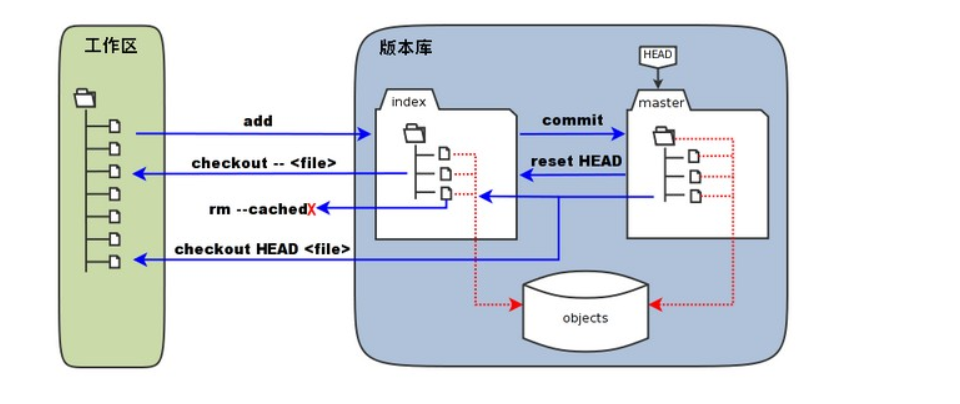 工作区
版本库
HEAD
index
master
add
commit
checkout -- <file>
reset HEAD
rm --cachedX
checkout HEAD <file>
objects